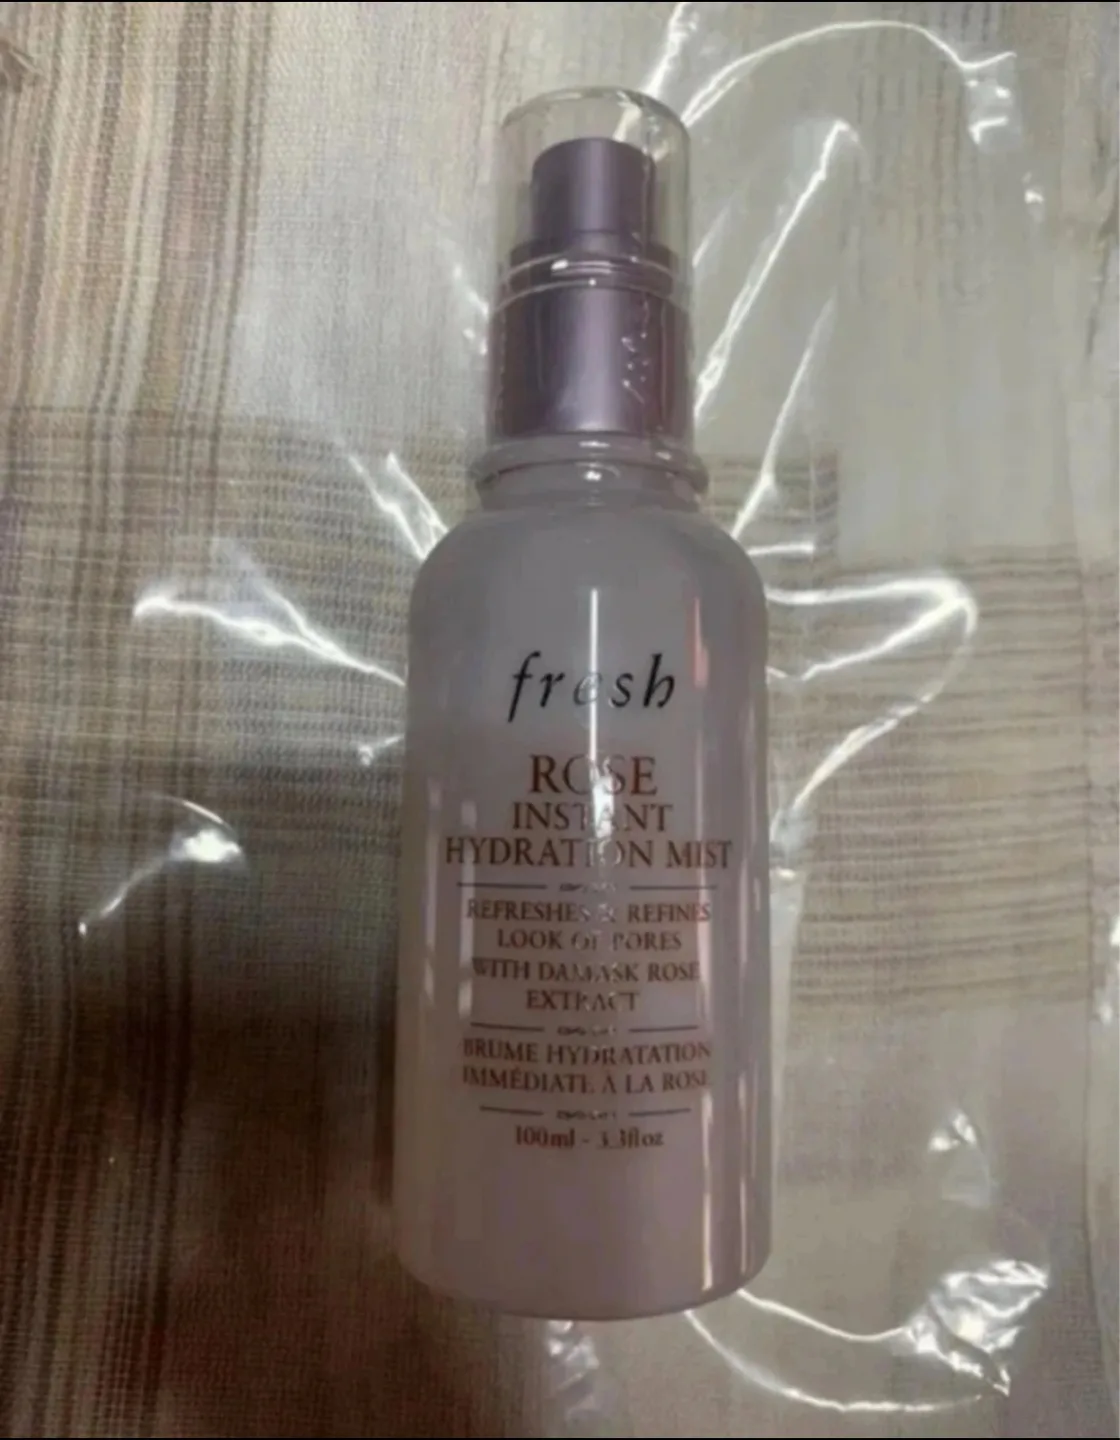 fresh
ROSE
INSTANT
HYDRATION MIST
REFRESHES & REFINES
LOOK OF PORES
WITH DAMASK ROSE
EXTRACT
BRUME HYDRATATION
IMMÉDIATE À LA ROSE
100ml - 3.3fl oz